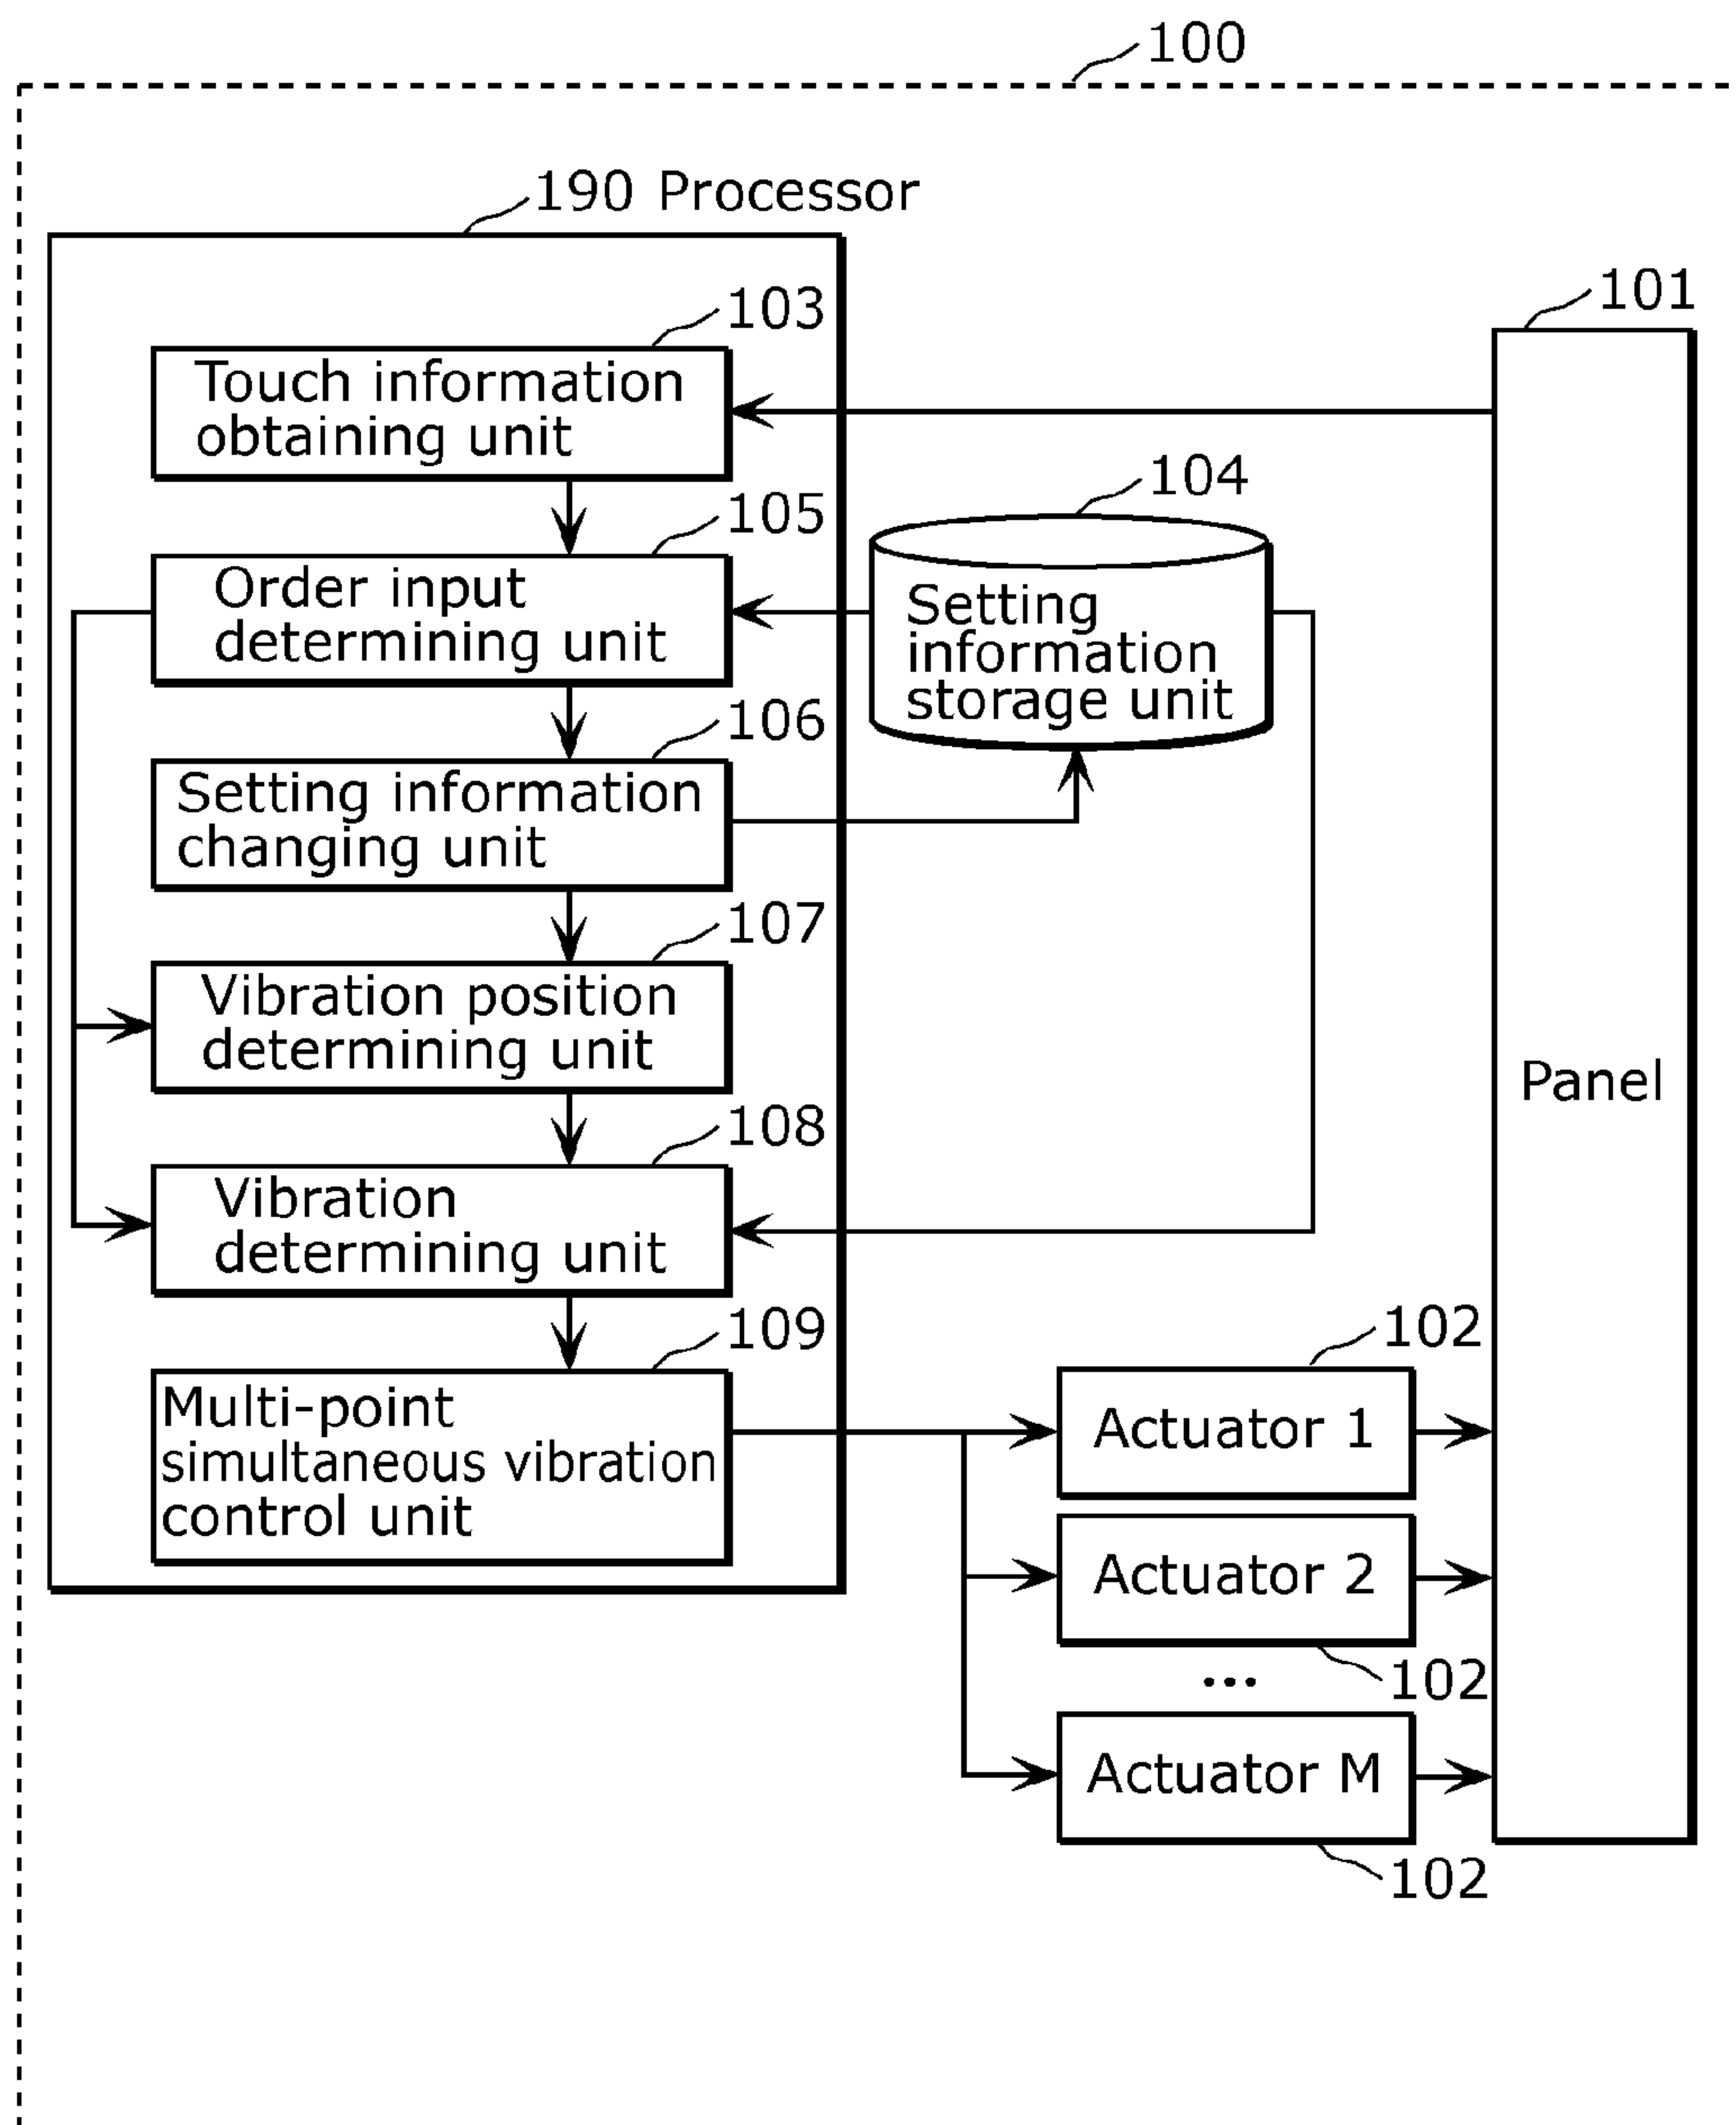 100
190 Processor
103
Touch information
obtaining unit
101
104
105
Order input
determining unit
Setting
information
storage unit
106
Setting information
changing unit
107
Vibration position
determining unit
Panel
108
Vibration
determining unit
109
Multi-point
simultaneous vibration
control unit
102
Actuator 1
Actuator 2
102
...
Actuator M
102